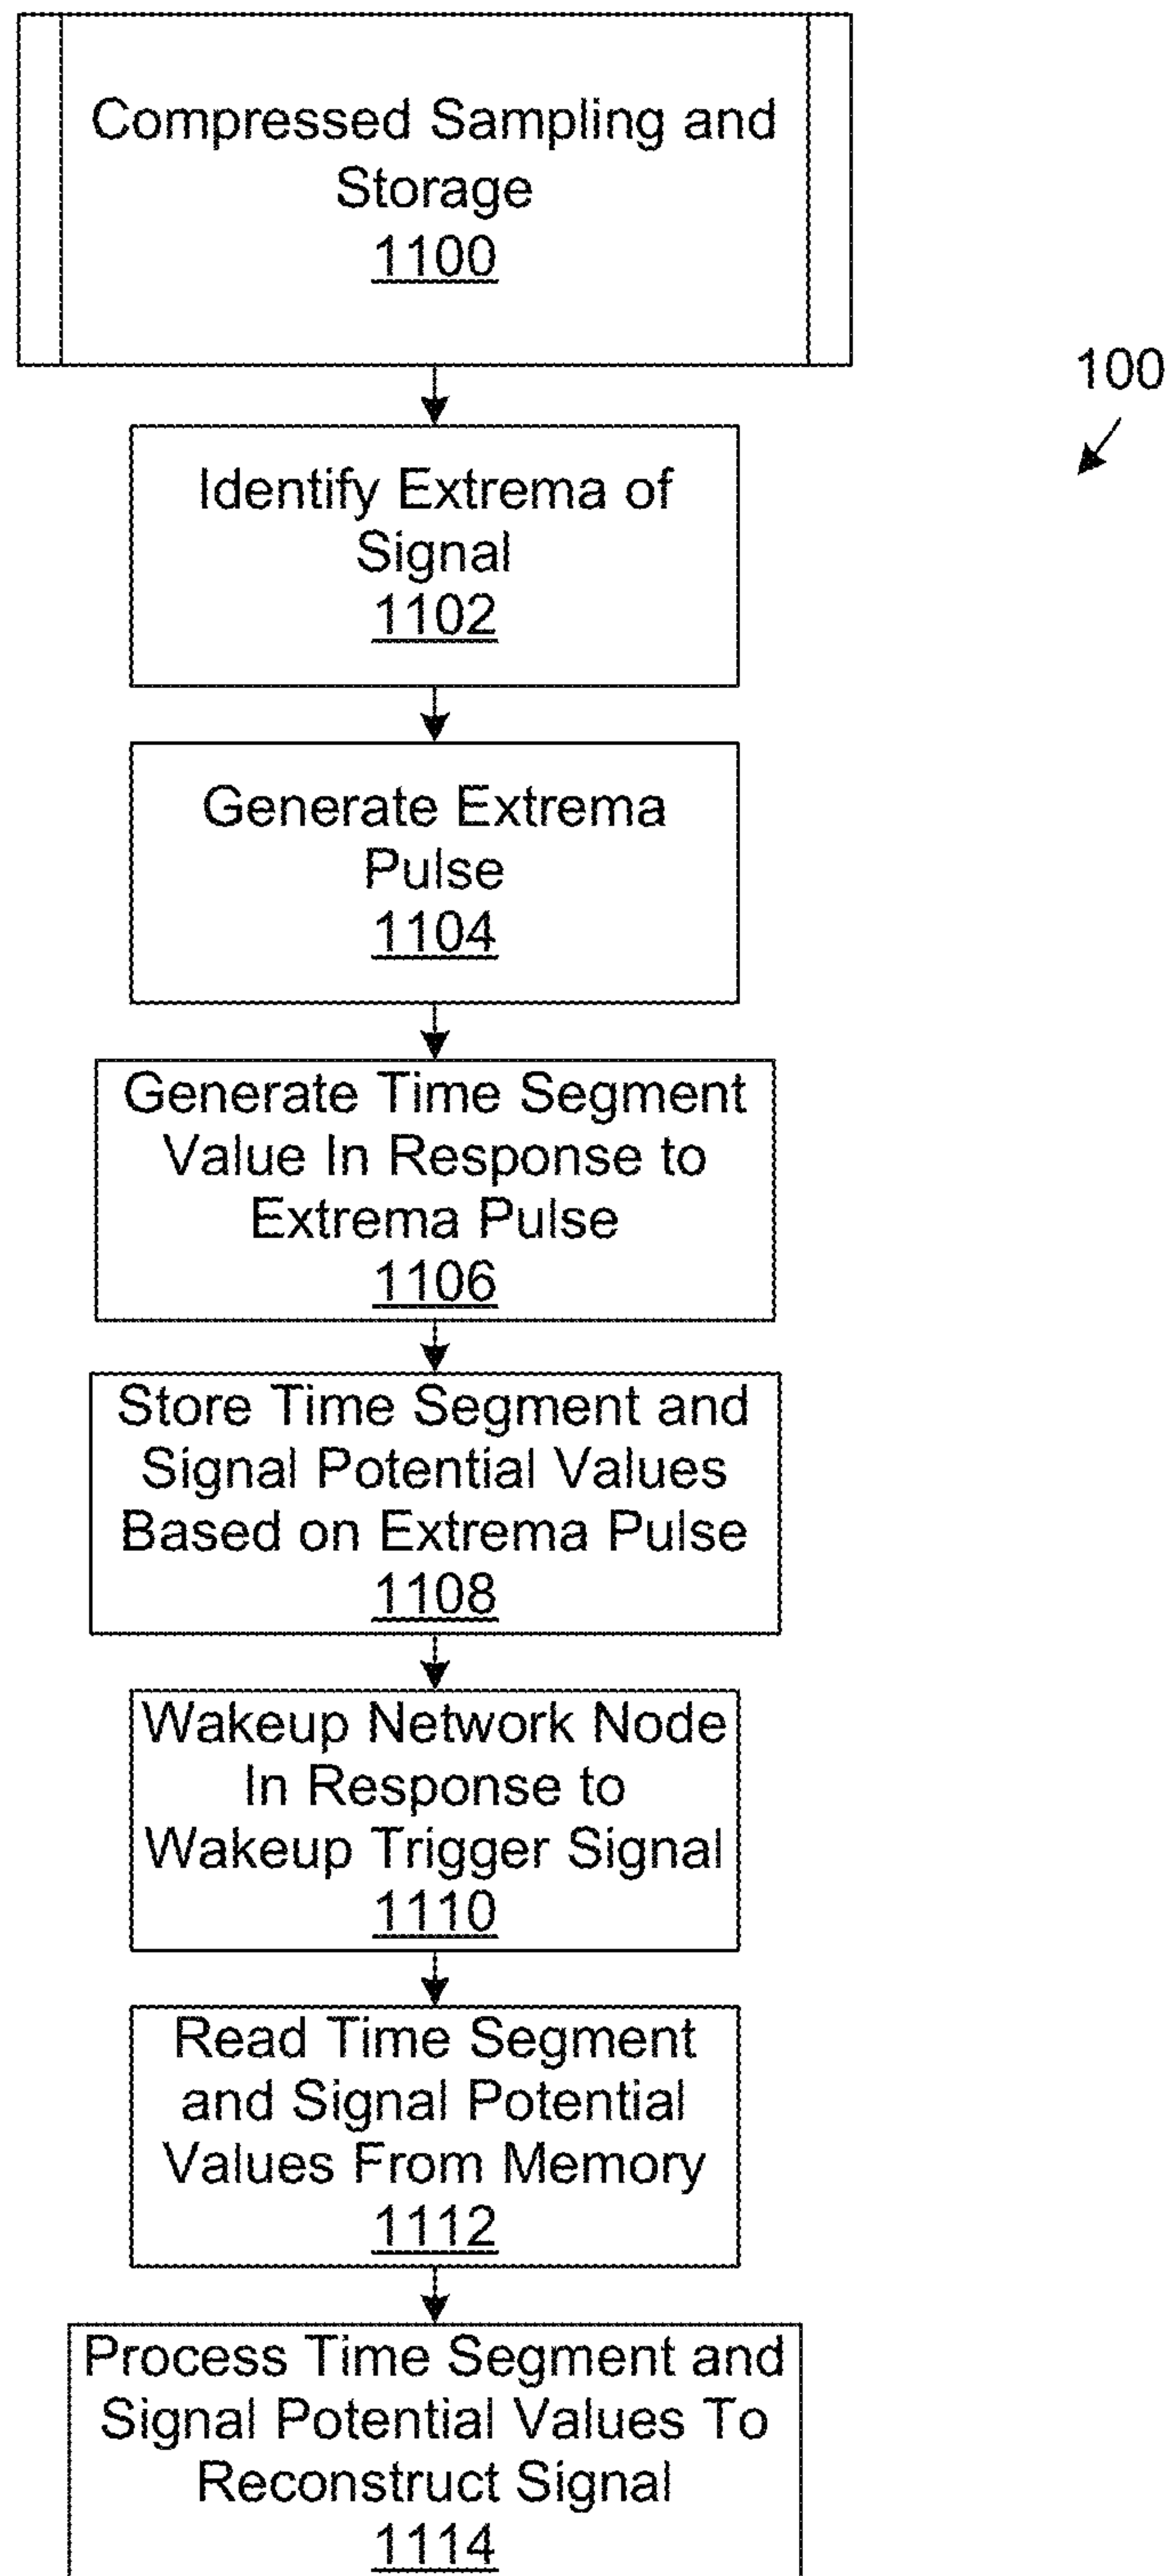 Compressed Sampling and
Storage
1100
100
Identify Extrema of
Signal
1102
Generate Extrema
Pulse
1104
Generate Time Segment
Value In Response to
Extrema Pulse
1106
Store Time Segment and
Signal Potential Values
Based on Extrema Pulse
1108
Wakeup Network Node
In Response to
Wakeup Trigger Signal
1110
Read Time Segment
and Signal Potential
Values From Memory
1112
Process Time Segment and
Signal Potential Values To
Reconstruct Signal
1114